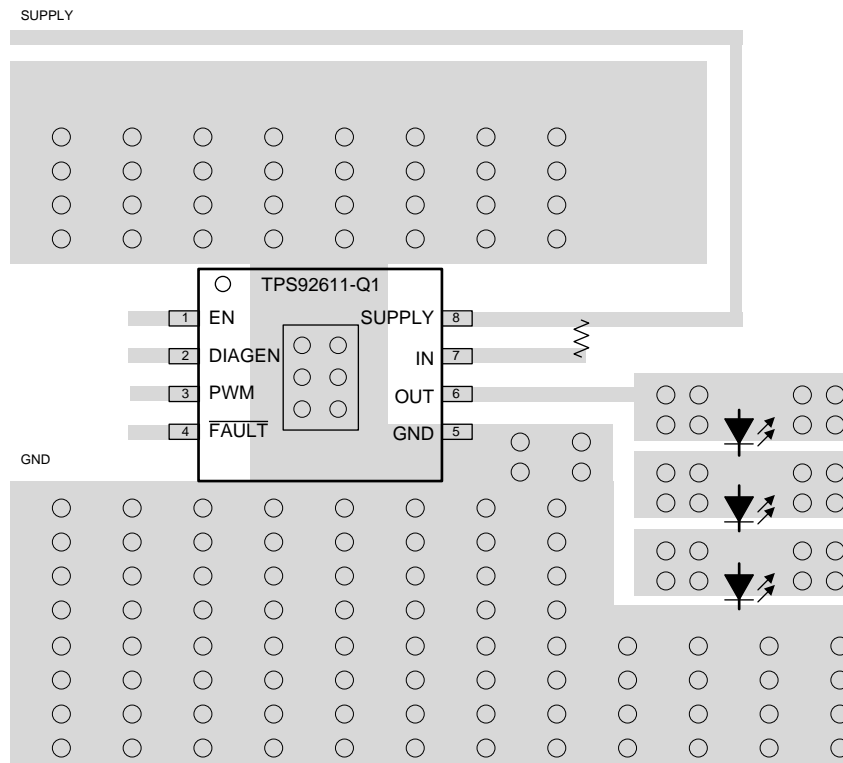 SUPPLY
TPS92611-Q1
1 EN
SUPPLY 8
2 DIAGEN
IN 7
3 PWM
OUT 6
4 FAULT
GND 5
GND